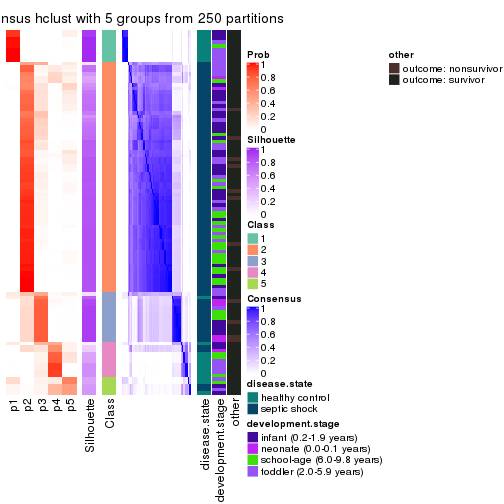 nsus hclust with 5 groups from 250 partitions
Prob
1
0.8
0.6
0.4
0.2
0
Silhouette
1
0.8
0.6
0.4
0.2
0
Class
1
2
3
4
5
Consensus
1
0.8
0.6
0.4
0.2
0
disease.state
healthy control
septic shock
development.stage
infant (0.2-1.9 years)
neonate (0.0-0.1 years)
school-age (6.0-9.8 years)
toddler (2.0-5.9 years)
other
outcome: nonsurvivor
outcome: survivor
p1
p2
p3
p4
p5
Silhouette
Class
disease.state
development.stage
other